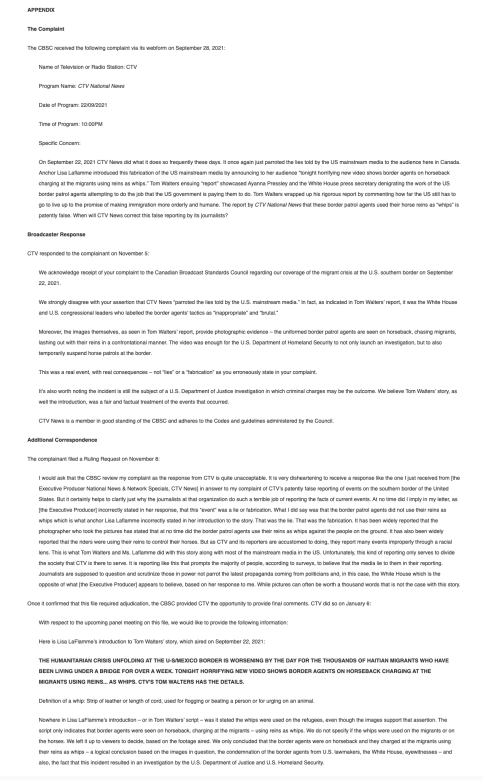 APPENDIX
The Complaint
The CBSC received the following complaint via its webform on September 28, 2021:
Name of Television or Radio Station: CTV
Program Name: CTV National News
Date of Program: 22/09/2021
Time of Program: 10:00PM
Specific Concern:
On September 22, 2021 CTV News did what it does so frequently these days. It once again just parroted the lies told by the US mainstream media to the audience here in Canada.
Anchor Lisa Laflamme introduced this fabrication of the US mainstream media by announcing to her audience "tonight horrifying new video shows border agents on horseback
charging at the migrants using reins as whips." Tom Walters ensuing "report" showcased Ayanna Pressley and the White House press secretary denigrating the work of the US
border patrol agents attempting to do the job that the US government is paying them to do. Tom Walters wrapped up his rigorous report by commenting how far the US still has to
go to live up to the promise of making immigration more orderly and humane. The report by CTV National News that these border patrol agents used their horse reins as "whips" is
patently false. When will CTV News correct this false reporting by its journalists?
Broadcaster Response
CTV responded to the complainant on November 5:
We acknowledge receipt of your complaint to the Canadian Broadcast Standards Council regarding our coverage of the migrant crisis at the U.S. southern border on September
22, 2021.
We strongly disagree with your assertion that CTV News "parroted the lies told by the U.S. mainstream media." In fact, as indicated in Tom Walters' report, it was the White House
and U.S. congressional leaders who labelled the border agents' tactics as "inappropriate" and "brutal."
Moreover, the images themselves, as seen in Tom Walters' report, provide photographic evidence – the uniformed border patrol agents are seen on horseback, chasing migrants,
lashing out with their reins in a confrontational manner. The video was enough for the U.S. Department of Homeland Security to not only launch an investigation, but to also
temporarily suspend horse patrols at the border.
This was a real event, with real consequences – not "lies" or a "fabrication" as you erroneously state in your complaint.
It's also worth noting the incident is still the subject of a U.S. Department of Justice investigation in which criminal charges may be the outcome. We believe Tom Walters' story, as
well the introduction, was a fair and factual treatment of the events that occurred.
CTV News is a member in good standing of the CBSC and adheres to the Codes and guidelines administered by the Council.
Additional Correspondence
The complainant filed a Ruling Request on November 8:
I would ask that the CBSC review my complaint as the response from CTV is quite unacceptable. It is very disheartening to receive a response like the one I just received from [the
Executive Producer National News & Network Specials, CTV News] in answer to my complaint of CTV's patently false reporting of events on the southern border of the United
States. But it certainly helps to clarify just why the journalists at that organization do such a terrible job of reporting the facts of current events. At no time did I imply in my letter, as
[the Executive Producer] incorrectly stated in her response, that this "event" was a lie or fabrication. What I did say was that the border patrol agents did not use their reins as
whips which is what anchor Lisa Laflamme incorrectly stated in her introduction to the story. That was the lie. That was the fabrication. It has been widely reported that the
photographer who took the pictures has stated that at no time did the border patrol agents use their reins as whips against the people on the ground. It has also been widely
reported that the riders were using their reins to control their horses. But as CTV and its reporters are accustomed to doing, they report many events improperly through a racial
lens. This is what Tom Walters and Ms. Laflamme did with this story along with most of the mainstream media in the US. Unfortunately, this kind of reporting only serves to divide
the society that CTV is there to serve. It is reporting like this that prompts the majority of people, according to surveys, to believe that the media lie to them in their reporting.
Journalists are supposed to question and scrutinize those in power not parrot the latest propaganda coming from politicians and, in this case, the White House which is the
opposite of what [the Executive Producer] appears to believe, based on her response to me. While pictures can often be worth a thousand words that is not the case with this story.
Once it confirmed that this file required adjudication, the CBSC provided CTV the opportunity to provide final comments. CTV did so on January 6:
With respect to the upcoming panel meeting on this file, we would like to provide the following information:
Here is Lisa LaFlamme's introduction to Tom Walters' story, which aired on September 22, 2021:
THE HUMANITARIAN CRISIS UNFOLDING AT THE U-S/MEXICO BORDER IS WORSENING BY THE DAY FOR THE THOUSANDS OF HAITIAN MIGRANTS WHO HAVE
BEEN LIVING UNDER A BRIDGE FOR OVER A WEEK. TONIGHT HORRIFYING NEW VIDEO SHOWS BORDER AGENTS ON HORSEBACK CHARGING AT THE
MIGRANTS USING REINS... AS WHIPS. CTV'S TOM WALTERS HAS THE DETAILS.
Definition of a whip: Strip of leather or length of cord, used for flogging or beating a person or for urging on an animal.
Nowhere in Lisa LaFlamme's introduction – or in Tom Walters' script – was it stated the whips were used on the refugees, even though the images support that assertion. The
script only indicates that border agents were seen on horseback, charging at the migrants – using reins as whips. We do not specify if the whips were used on the migrants or on
the horses. We left it up to viewers to decide, based on the footage aired. We only concluded that the border agents were on horseback and they charged at the migrants using
their reins as whips – a logical conclusion based on the images in question, the condemnation of the border agents from U.S. lawmakers, the White House, eyewitnesses – and
also, the fact that this incident resulted in an investigation by the U.S. Department of Justice and U.S. Homeland Security.